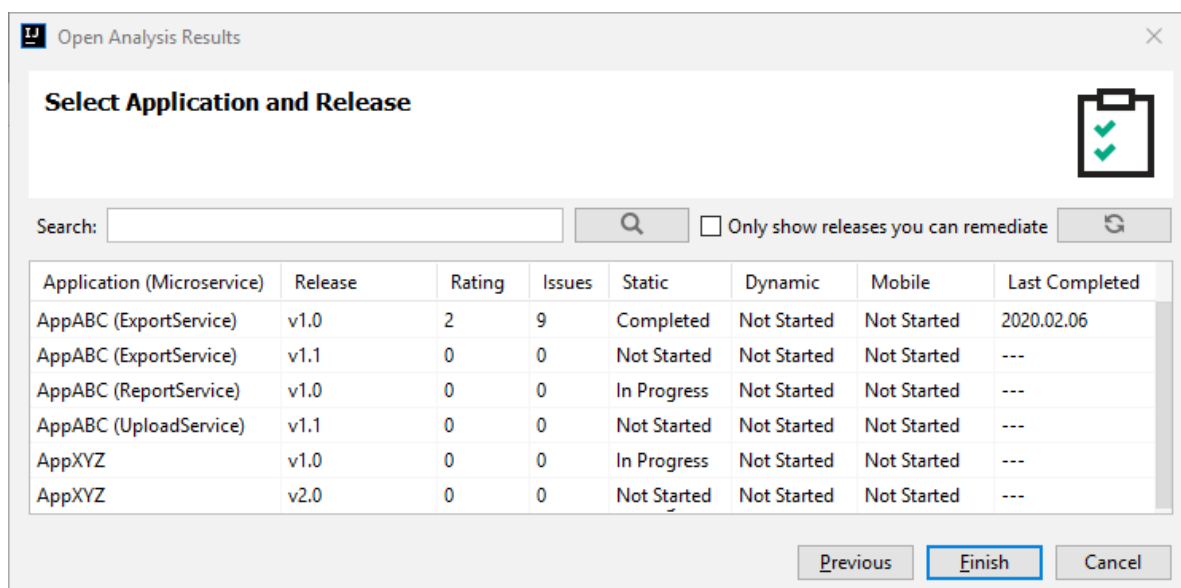 IJ Open Analysis Results
Select Application and Release
Search: Only show releases you can remediate
Application (Microservice) Release Rating Issues Static Dynamic Mobile Last Completed
AppABC (ExportService) v1.0 2 9 Completed Not Started Not Started 2020.02.06
AppABC (ExportService) v1.1 0 0 Not Started Not Started Not Started ---
AppABC (ReportService) v1.0 0 0 In Progress Not Started Not Started ---
AppABC (UploadService) v1.1 0 0 Not Started Not Started Not Started ---
AppXYZ v1.0 0 0 In Progress Not Started Not Started ---
AppXYZ v2.0 0 0 Not Started Not Started Not Started ---
Previous Finish Cancel